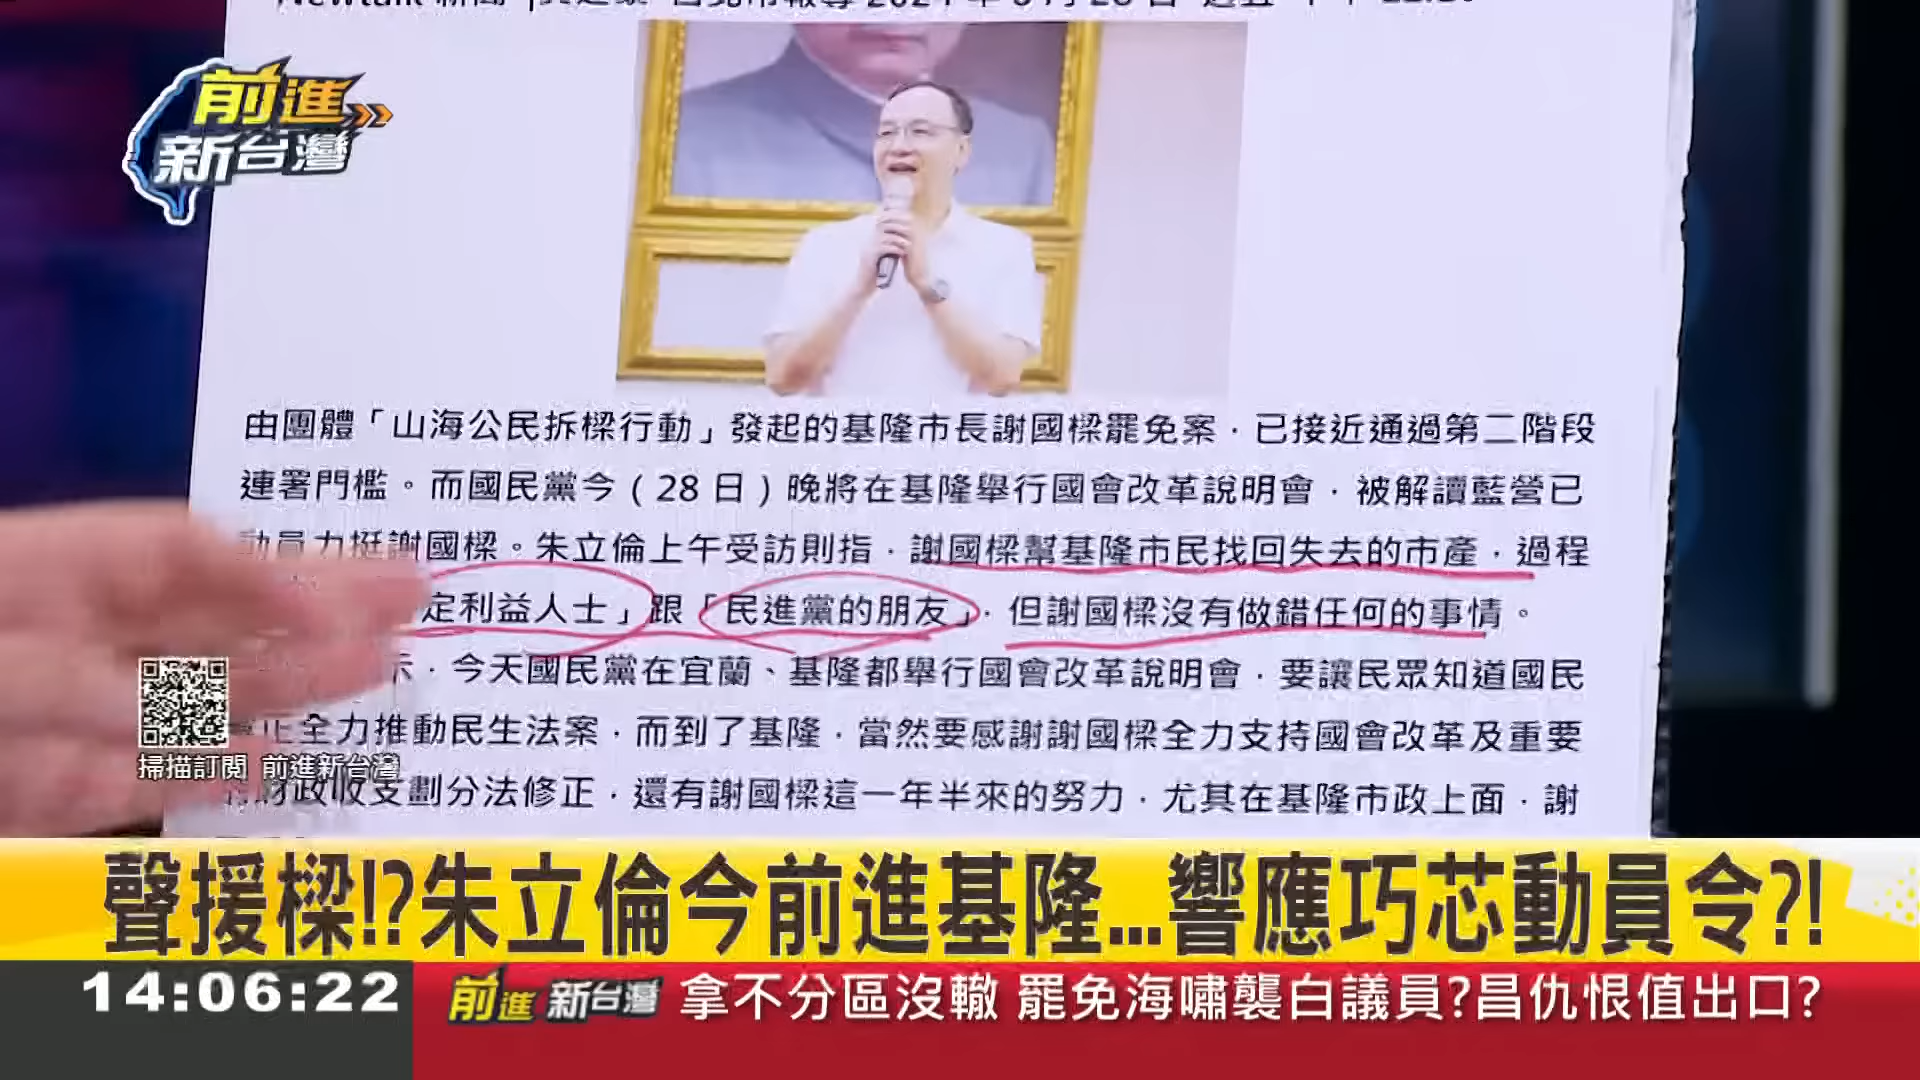 前進
新台灣
由團體「山海公民拆樑行動」發起的基隆市長謝國樑罷免案，已接近通過第二階段
連署門檻。而國民黨今（28日）晚將在基隆舉行國會改革說明會，被解讀藍營已
動員力挺謝國樑。朱立倫上午受訪則指，謝國樑幫基隆市民找回失去的市產，過程
定利益人士」跟「民進黨的朋友」，但謝國樑沒有做錯任何的事情。
示，今天國民黨在宜蘭、基隆都舉行國會改革說明會，要讓民眾知道國民
全力推動民生法案，而到了基隆，當然要感謝謝國樑全力支持國會改革及重要
財政收支劃分法修正，還有謝國樑這一年半來的努力，尤其在基隆市政上面，謝
掃描訂閱 前進新台灣
聲援樑!?朱立倫今前進基隆...響應巧芯動員令?!
14:06:22 前進新台灣 拿不分區沒轍 罷免海嘯襲白議員?昌仇恨值出口?